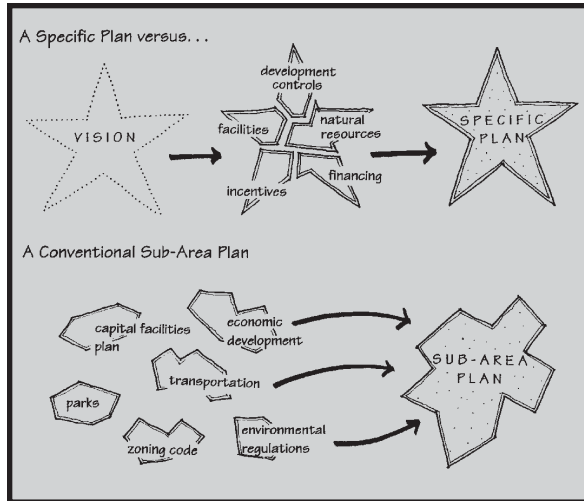 A Specific Plan versus...
VISION
development
controls
facilities
natural
resources
incentives
financing
SPECIFIC
PLAN
A Conventional Sub-Area Plan
capital facilities
plan
economic
development
transportation
parks
zoning code
environmental
regulations
SUB-AREA
PLAN